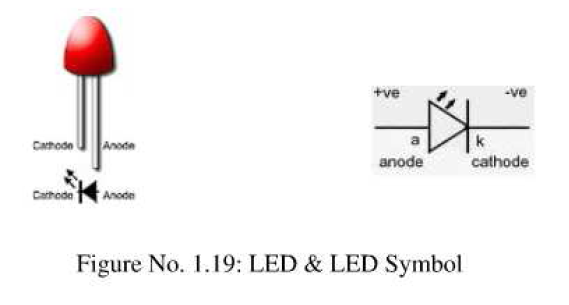 +ve -ve
Cathode Anode
a k
anode cathode
Cathode Anode
Figure No. 1.19: LED & LED Symbol